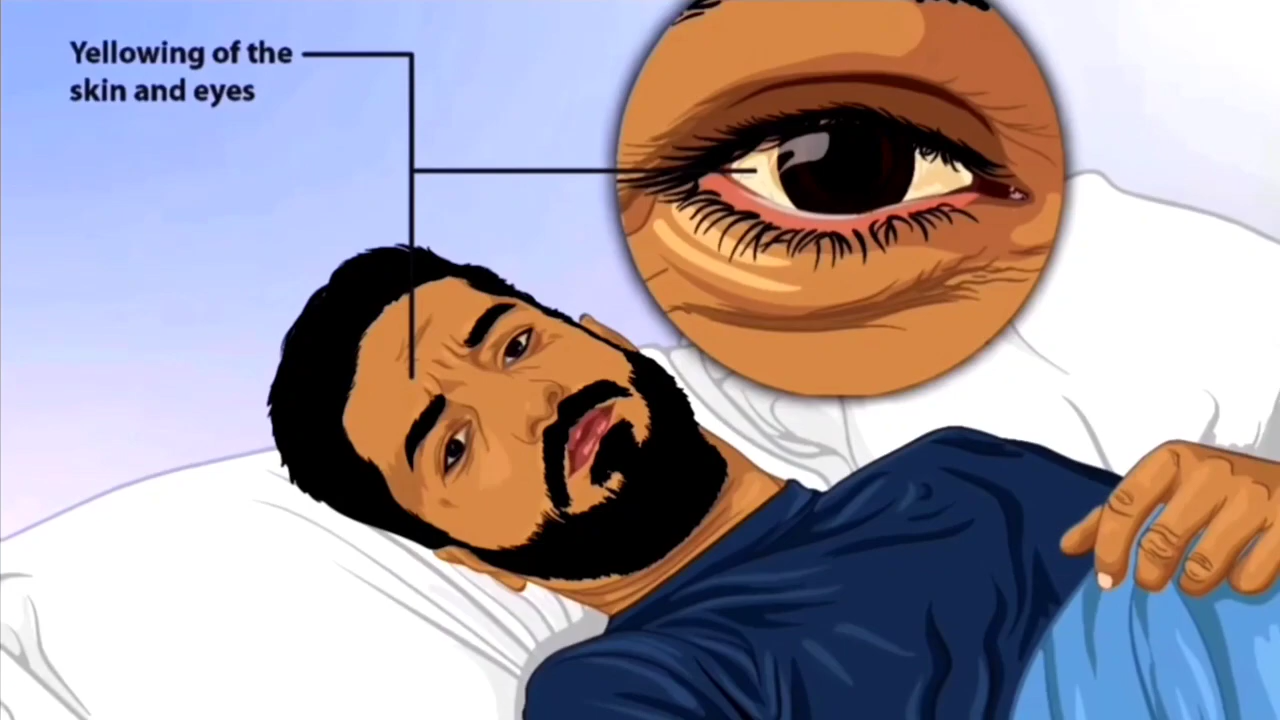 Yellowing of the
skin and eyes